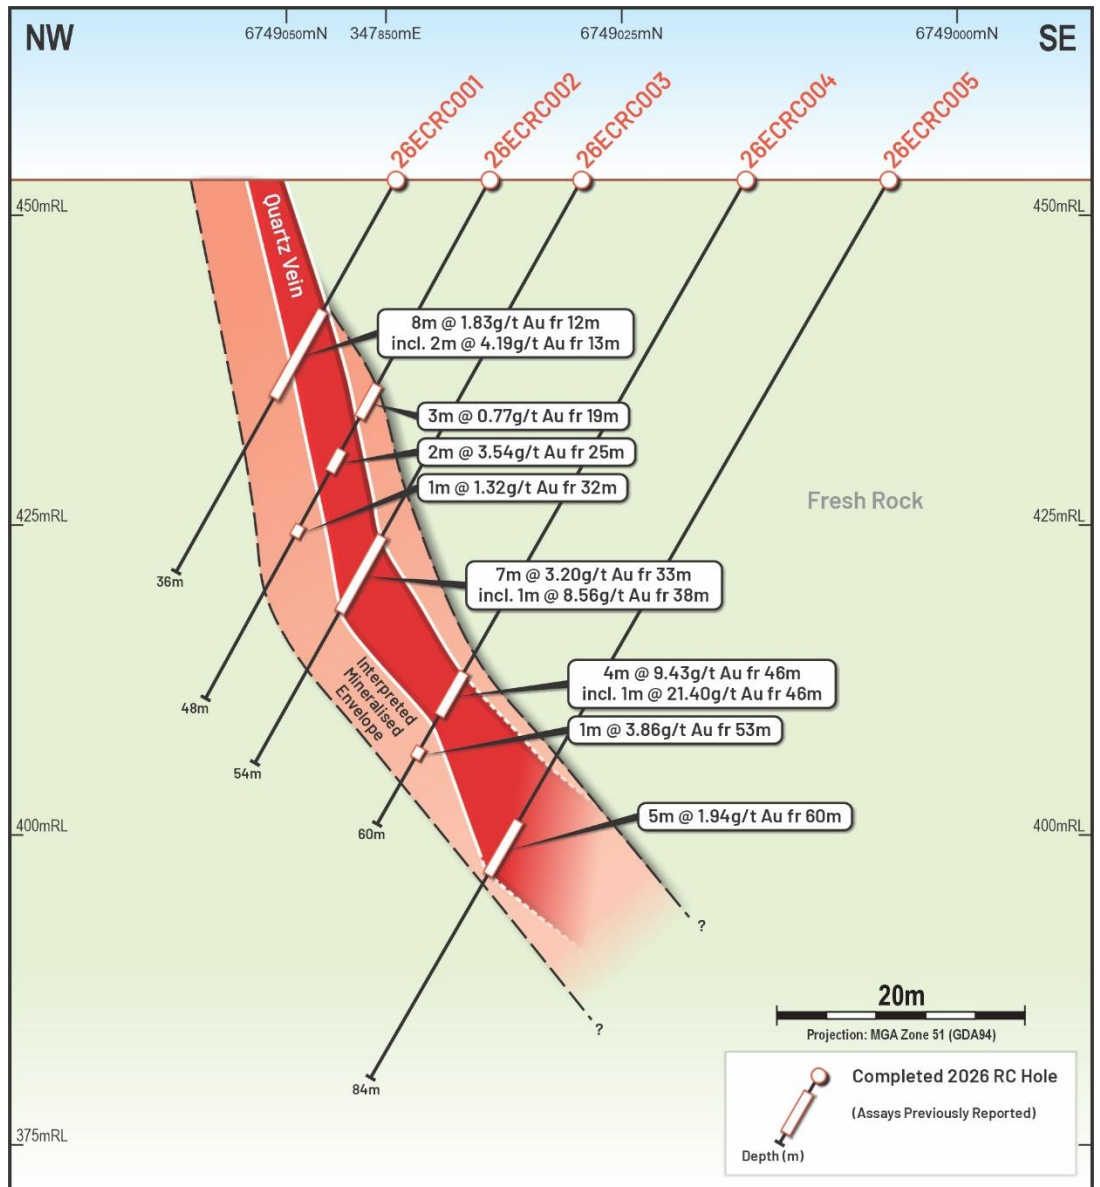 NW
6749050mN
347850mE
6749025mN
6749000mN
SE
26ECRC001
26ECRC002
26ECRC003
26ECRC004
26ECRC005
450mRL
450mRL
Quartz Vein
8m @ 1.83g/t Au fr 12m
incl. 2m @ 4.19g/t Au fr 13m
3m @ 0.77g/t Au fr 19m
2m @ 3.54g/t Au fr 25m
1m @ 1.32g/t Au fr 32m
Fresh Rock
425mRL
425mRL
36m
7m @ 3.20g/t Au fr 33m
incl. 1m @ 8.56g/t Au fr 38m
Interpreted
Mineralised
Envelope
4m @ 9.43g/t Au fr 46m
incl. 1m @ 21.40g/t Au fr 46m
48m
1m @ 3.86g/t Au fr 53m
54m
5m @ 1.94g/t Au fr 60m
60m
400mRL
400mRL
?
?
20m
Projection: MGA Zone 51 (GDA94)
84m
Completed 2026 RC Hole
(Assays Previously Reported)
Depth (m)
375mRL
375mRL